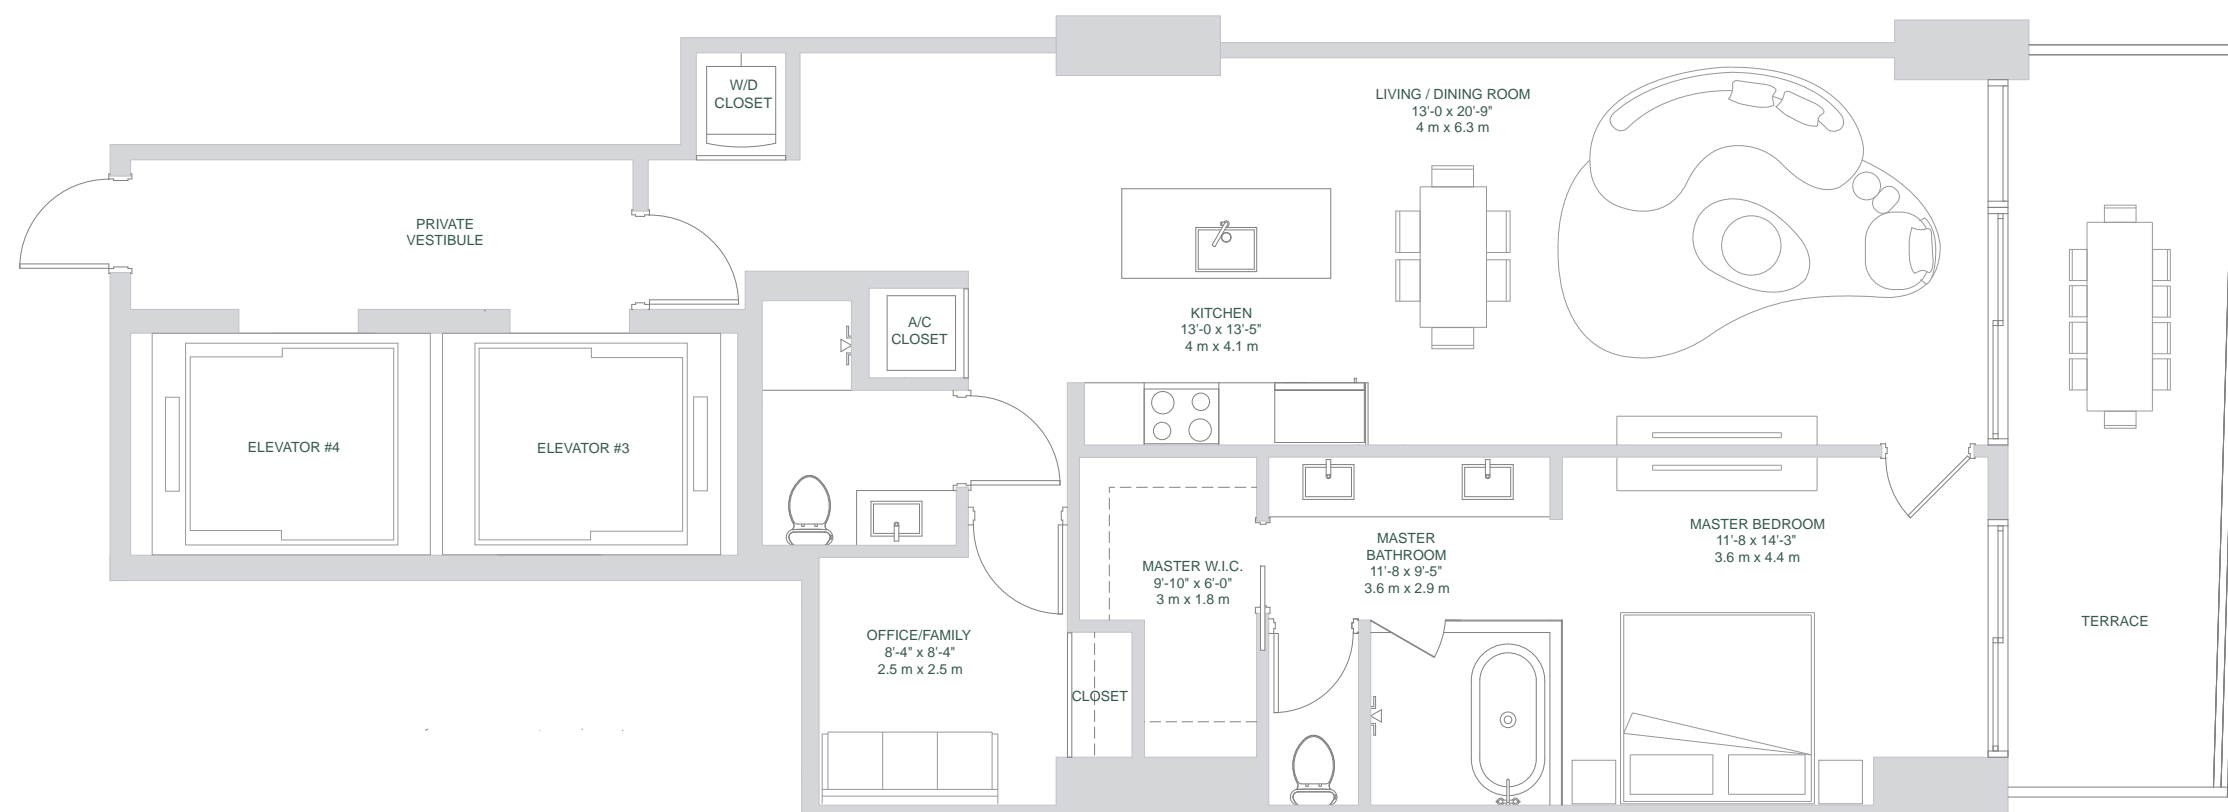 W/D
CLOSET
LIVING / DINING ROOM
13'-0 x 20'-9"
4 m x 6.3 m
PRIVATE
VESTIBULE
KITCHEN
13'-0 x 13'-5"
4 m x 4.1 m
A/C
CLOSET
ELEVATOR #4
ELEVATOR #3
MASTER BEDROOM
11'-8 x 14'-3"
3.6 m x 4.4 m
MASTER
BATHROOM
11'-8 x 9'-5"
3.6 m x 2.9 m
MASTER W.I.C.
9'-10" x 6'-0"
3 m x 1.8 m
OFFICE/FAMILY
8'-4" x 8'-4"
2.5 m x 2.5 m
TERRACE
CLOSET